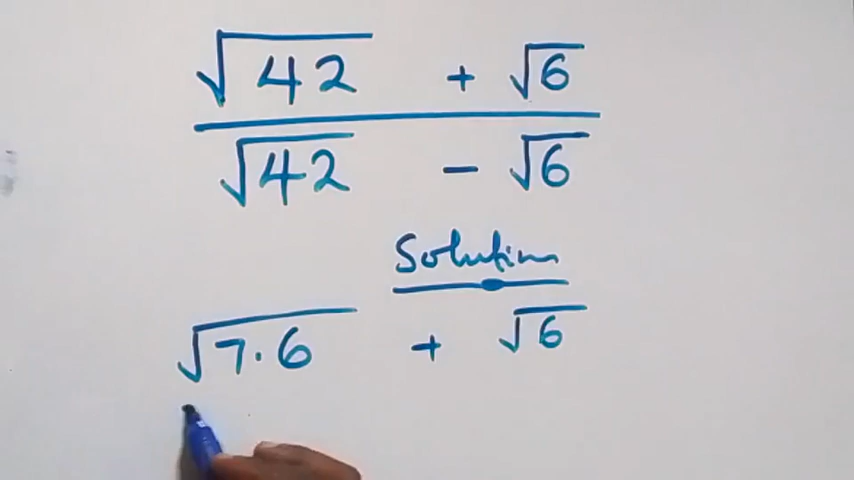 √42 + √6
√42 - √6
Solution
√7·6 + √6